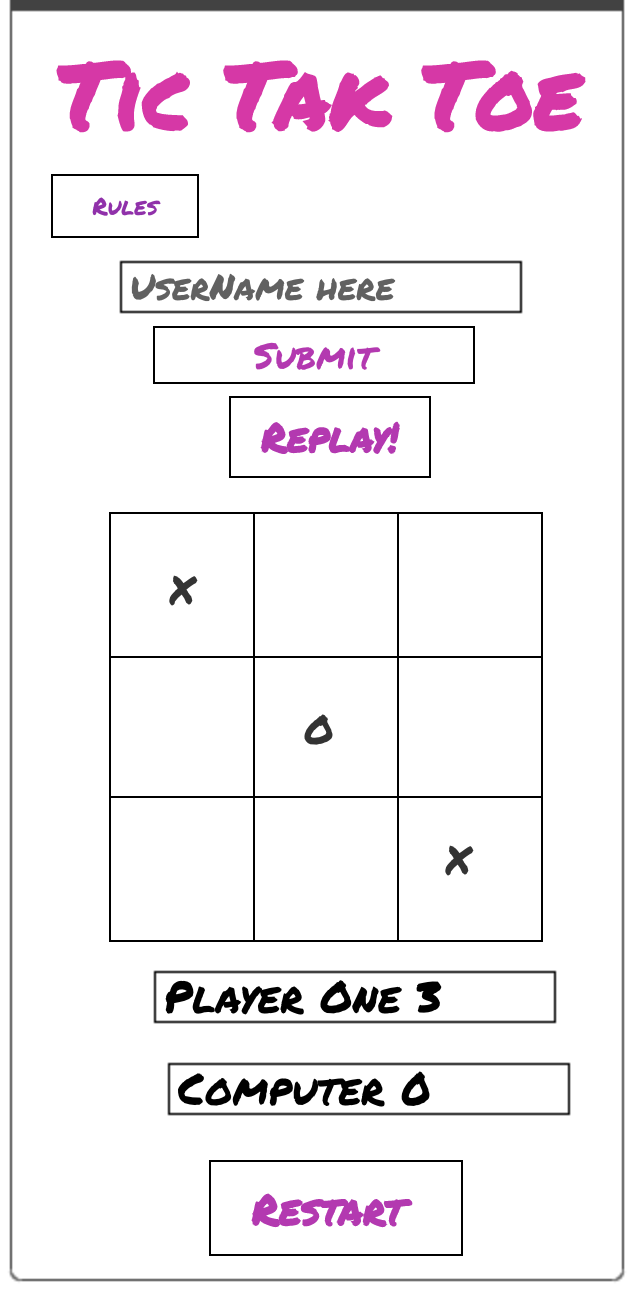 Tic Tak Toe
Rules
UserName here
Submit
Replay!
x
o
x
Player One 3
Computer 0
Restart